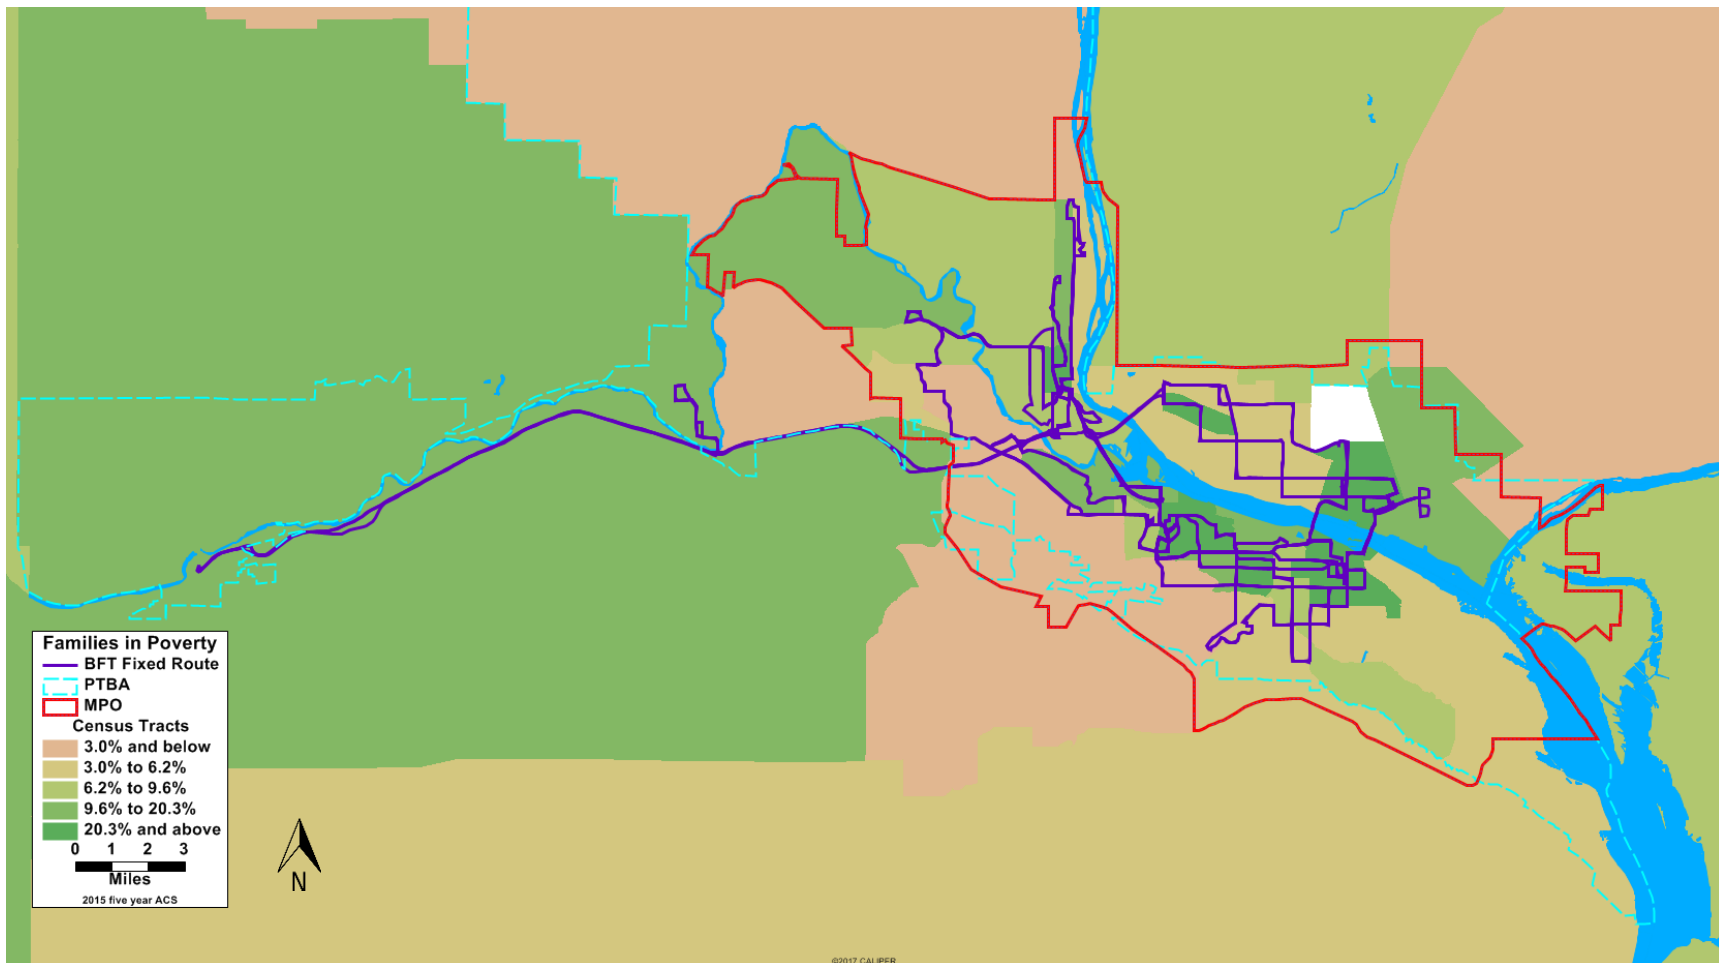 Families in Poverty
BFT Fixed Route
PTBA
MPO
Census Tracts
3.0% and below
3.0% to 6.2%
6.2% to 9.6%
9.6% to 20.3%
20.3% and above
0 1 2 3
Miles
2015 five year ACS
N
©2017 CALIPER